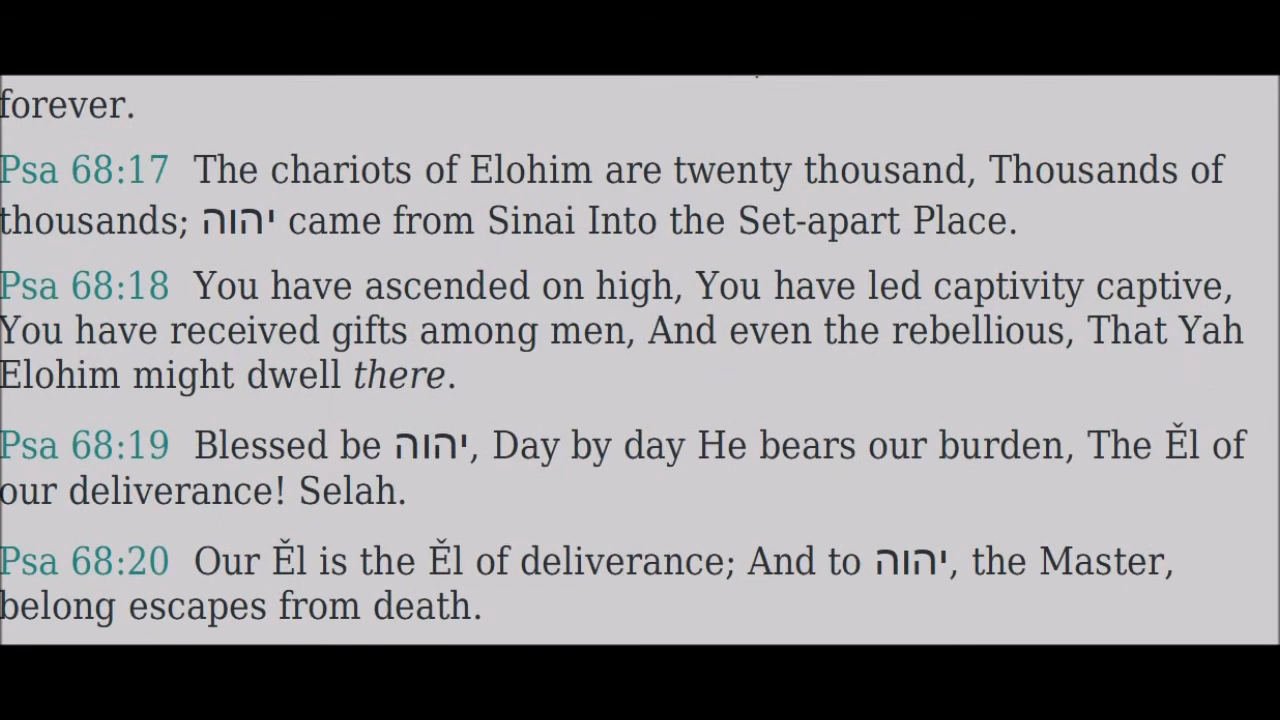 forever.
Psa 68:17 The chariots of Elohim are twenty thousand, Thousands of
thousands; יהוה came from Sinai Into the Set-apart Place.
Psa 68:18 You have ascended on high, You have led captivity captive,
You have received gifts among men, And even the rebellious, That Yah
Elohim might dwell there.
Psa 68:19 Blessed be יהוה, Day by day He bears our burden, The Ěl of
our deliverance! Selah.
Psa 68:20 Our Ěl is the Ěl of deliverance; And to יהוה, the Master,
belong escapes from death.